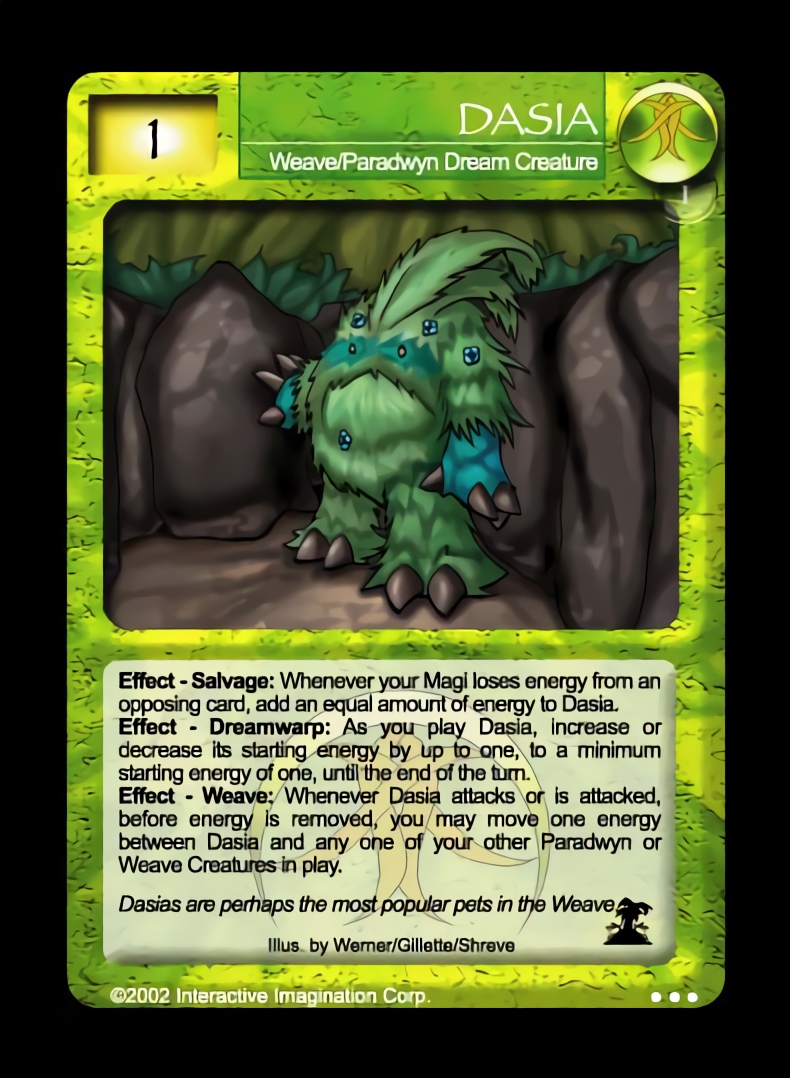 1
DASIA
Weave/Paradwyn Dream Creature
1
Effect - Salvage: Whenever your Magi loses energy from an
opposing card, add an equal amount of energy to Dasia.
Effect - Dreamwarp: As you play Dasia, increase or
decrease its starting energy by up to one, to a minimum
starting energy of one, until the end of the turn.
Effect - Weave: Whenever Dasia attacks or is attacked,
before energy is removed, you may move one energy
between Dasia and any one of your other Paradwyn or
Weave Creatures in play.
Dasias are perhaps the most popular pets in the Weave.
Illus. by Werner/Gillette/Shreve
©2002 Interactive Imagination Corp.